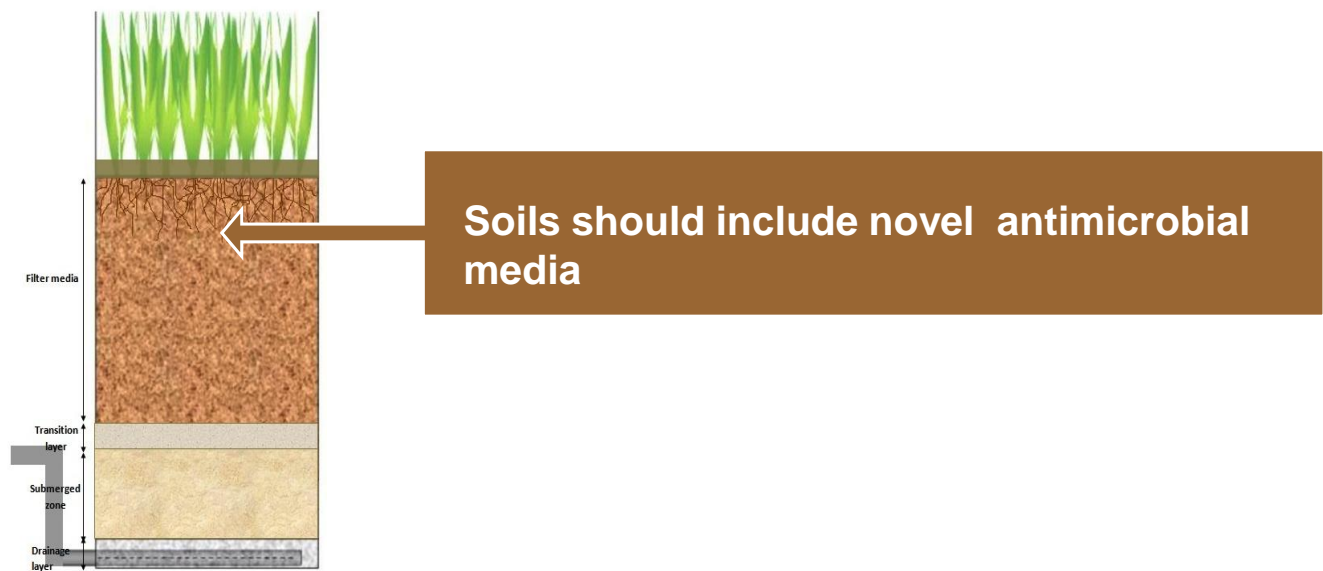 Soils should include novel  antimicrobial
media
Filter media
Transition
layer
Submerged
zone
Drainage
layer